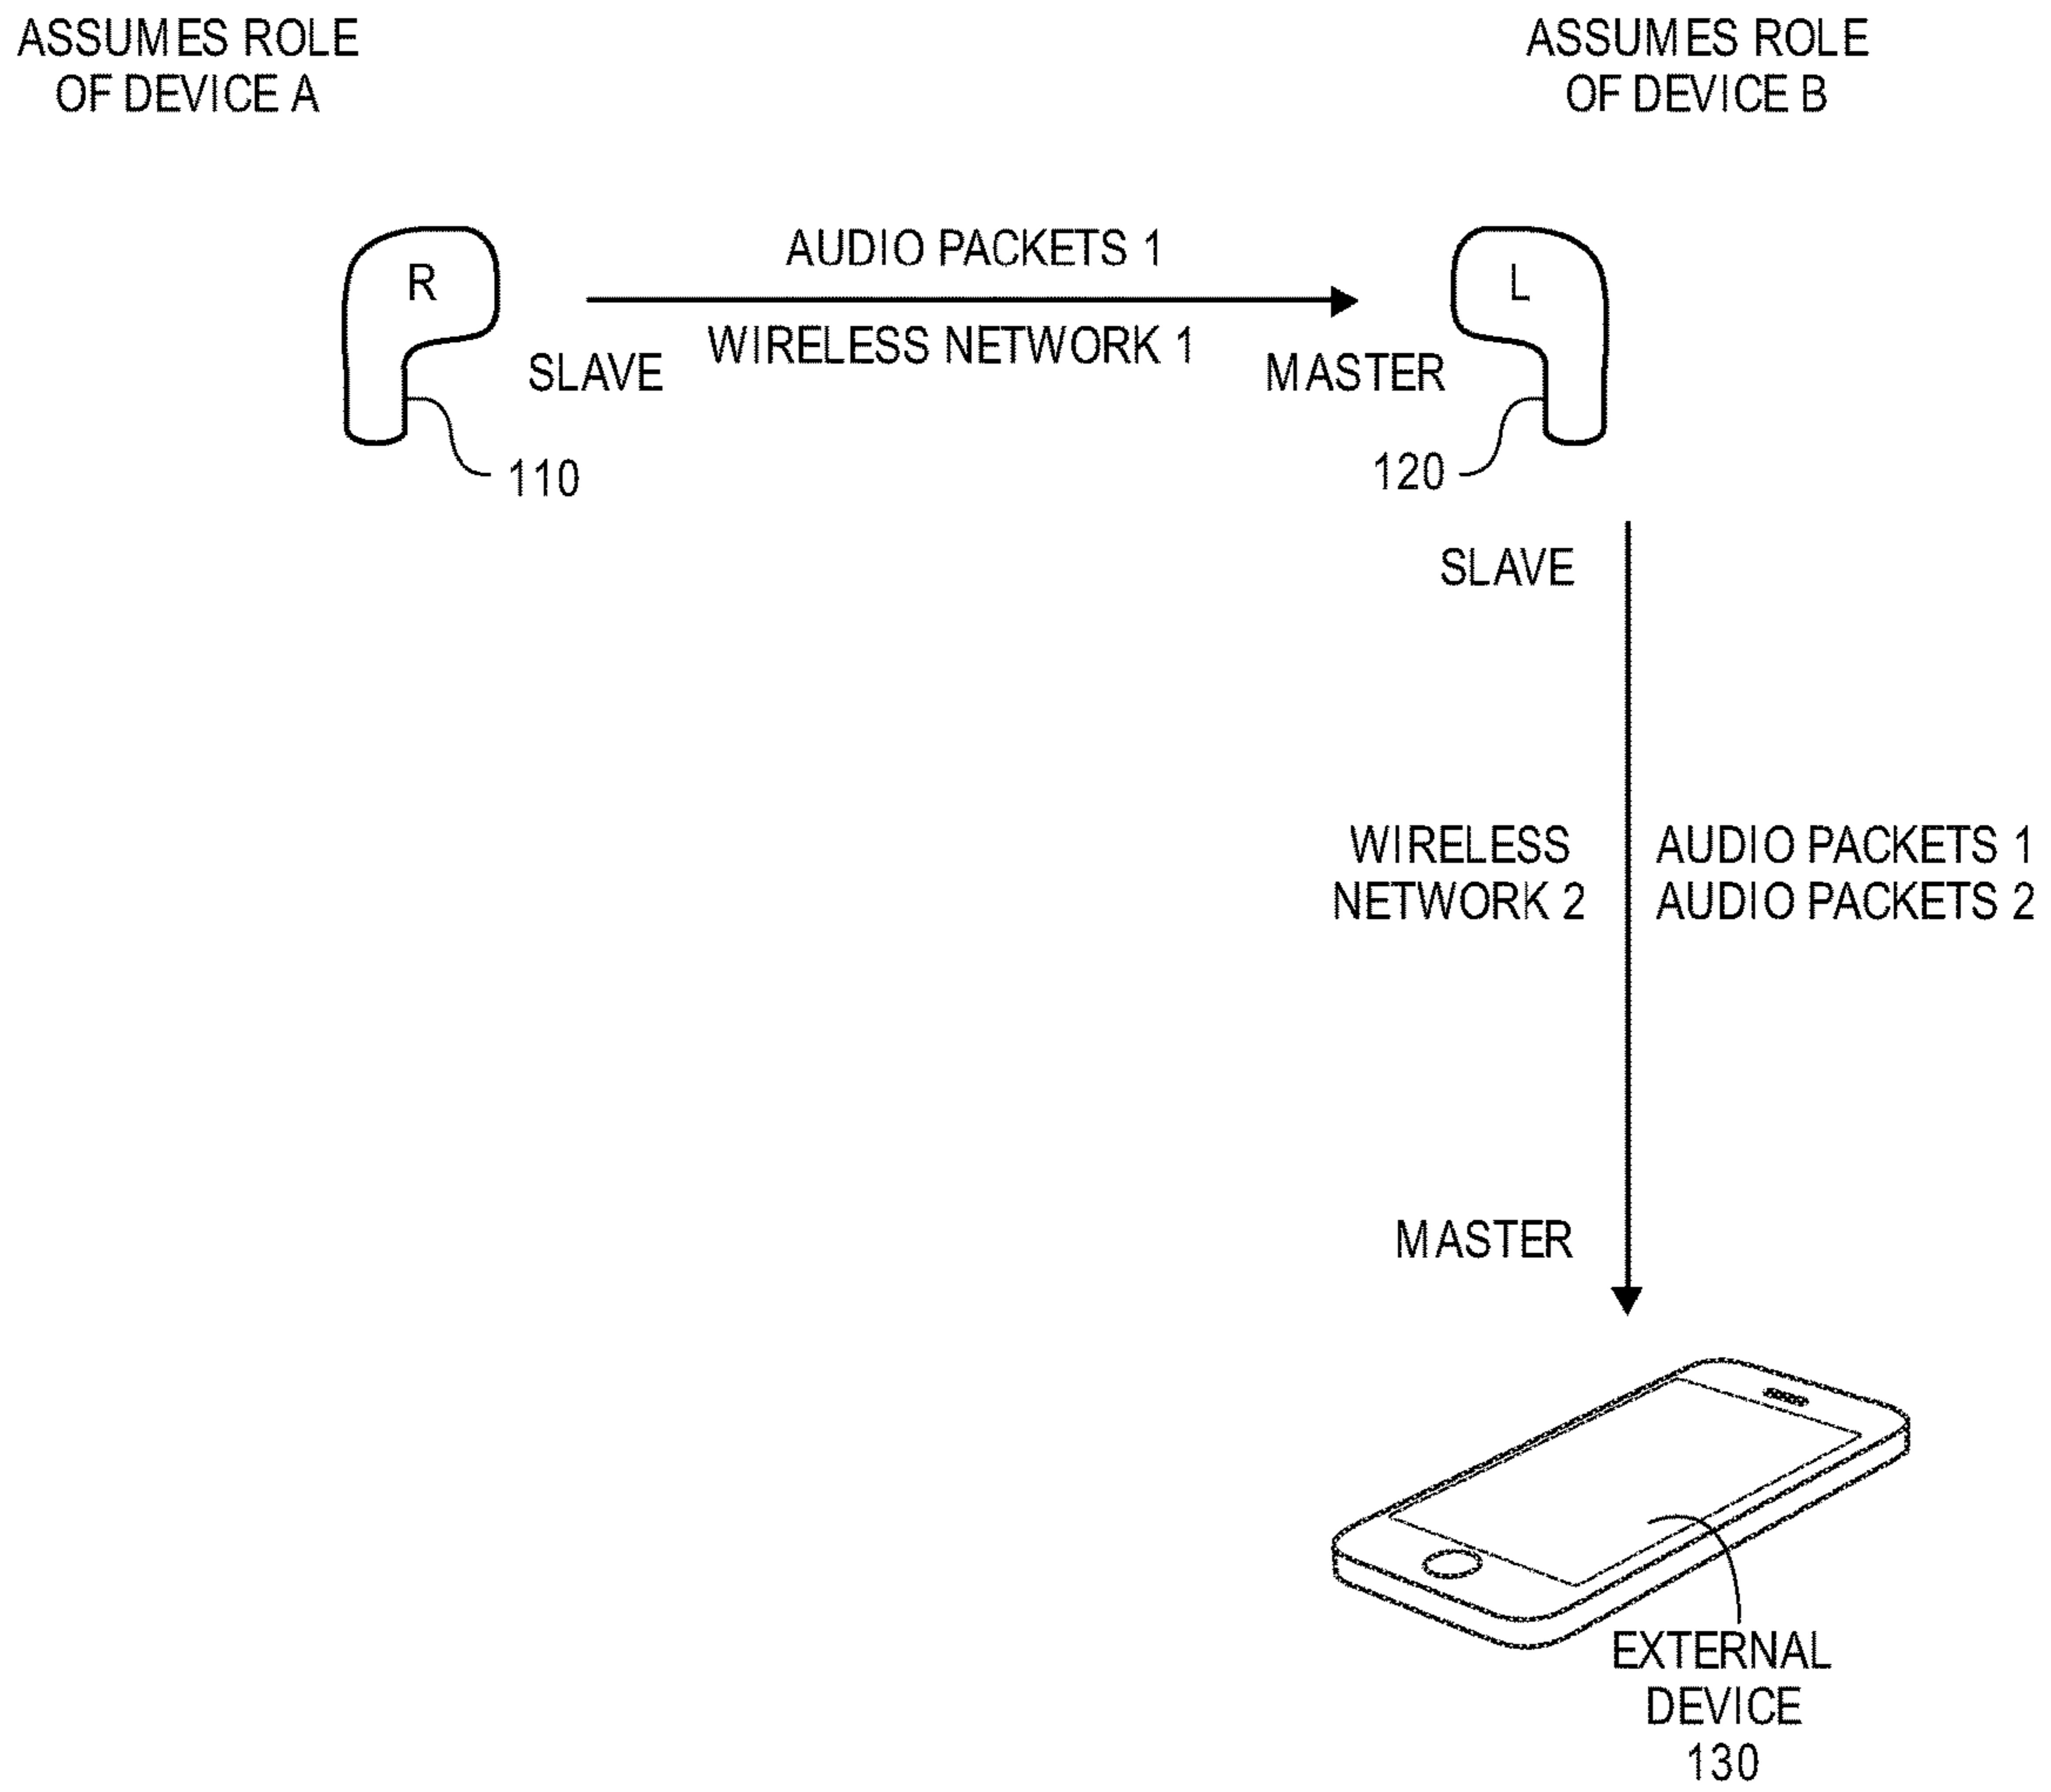 ASSUMES ROLE
OF DEVICE A
ASSUMES ROLE
OF DEVICE B
R
AUDIO PACKETS 1
L
WIRELESS NETWORK 1
SLAVE
MASTER
110
120
SLAVE
WIRELESS
NETWORK 2
AUDIO PACKETS 1
AUDIO PACKETS 2
MASTER
EXTERNAL
DEVICE
130